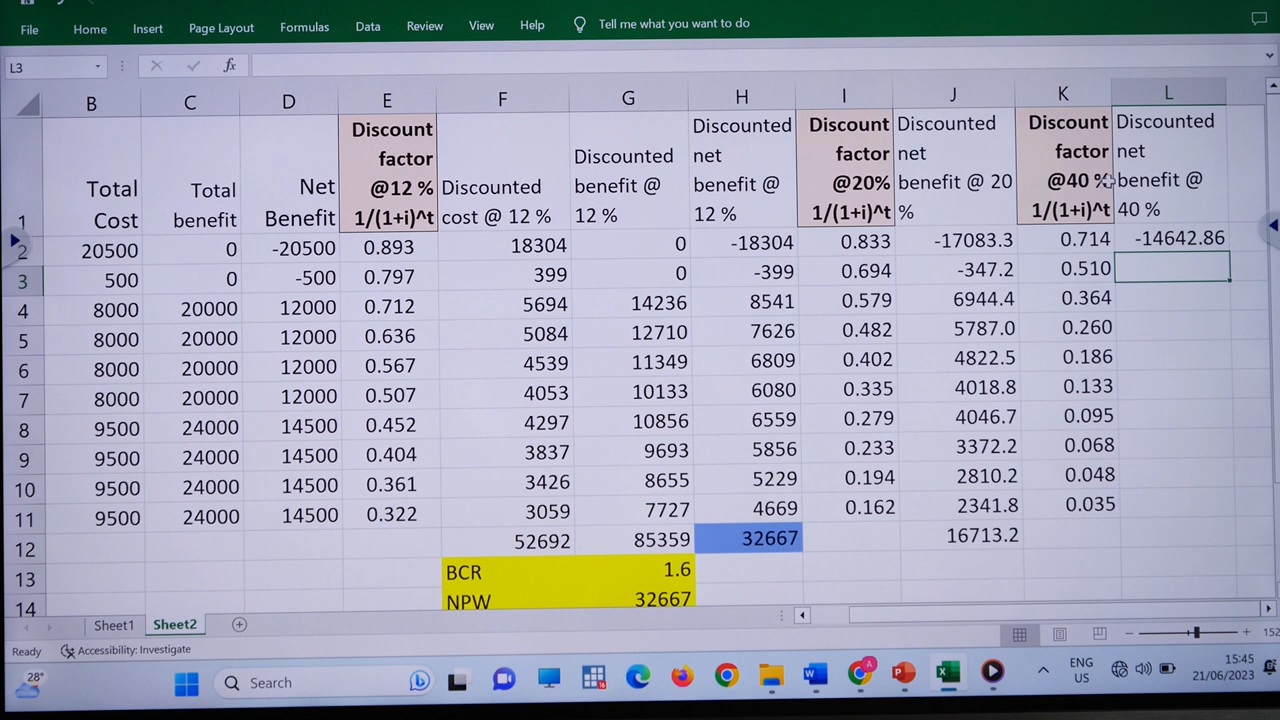 File Home Insert Page Layout Formulas Data Review View Help Tell me what you want to do
L3 fx
B C D E F G H I J K L
1 Total Cost Total benefit Net Benefit Discount factor @12 % 1/(1+i)^t Discounted cost @ 12 % Discounted benefit @ 12 % Discounted net benefit @ 12 % Discount factor @20% 1/(1+i)^t Discounted net benefit @ 20 % Discount factor @40 % 1/(1+i)^t Discounted net benefit @ 40 %
2 20500 0 -20500 0.893 18304 0 -18304 0.833 -17083.3 0.714 -14642.86
3 500 0 -500 0.797 399 0 -399 0.694 -347.2 0.510
4 8000 20000 12000 0.712 5694 14236 8541 0.579 6944.4 0.364
5 8000 20000 12000 0.636 5084 12710 7626 0.482 5787.0 0.260
6 8000 20000 12000 0.567 4539 11349 6809 0.402 4822.5 0.186
7 8000 20000 12000 0.507 4053 10133 6080 0.335 4018.8 0.133
8 9500 24000 14500 0.452 4297 10856 6559 0.279 4046.7 0.095
9 9500 24000 14500 0.404 3837 9693 5856 0.233 3372.2 0.068
10 9500 24000 14500 0.361 3426 8655 5229 0.194 2810.2 0.048
11 9500 24000 14500 0.322 3059 7727 4669 0.162 2341.8 0.035
12 52692 85359 32667 16713.2
13 BCR 1.6
14 NPW 32667
Sheet1 Sheet2
Ready Accessibility: Investigate 152
28° Search 16 A ENG 15:45
US 21/06/2023